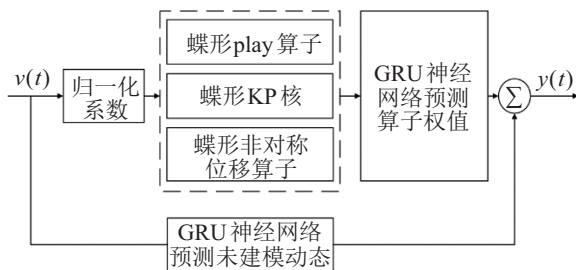 v(t)
归一化
系数
蝶形play算子
蝶形KP核
蝶形非对称
位移算子
GRU神经
网络预测
算子权值
Σ
y(t)
GRU神经网络
预测未建模动态